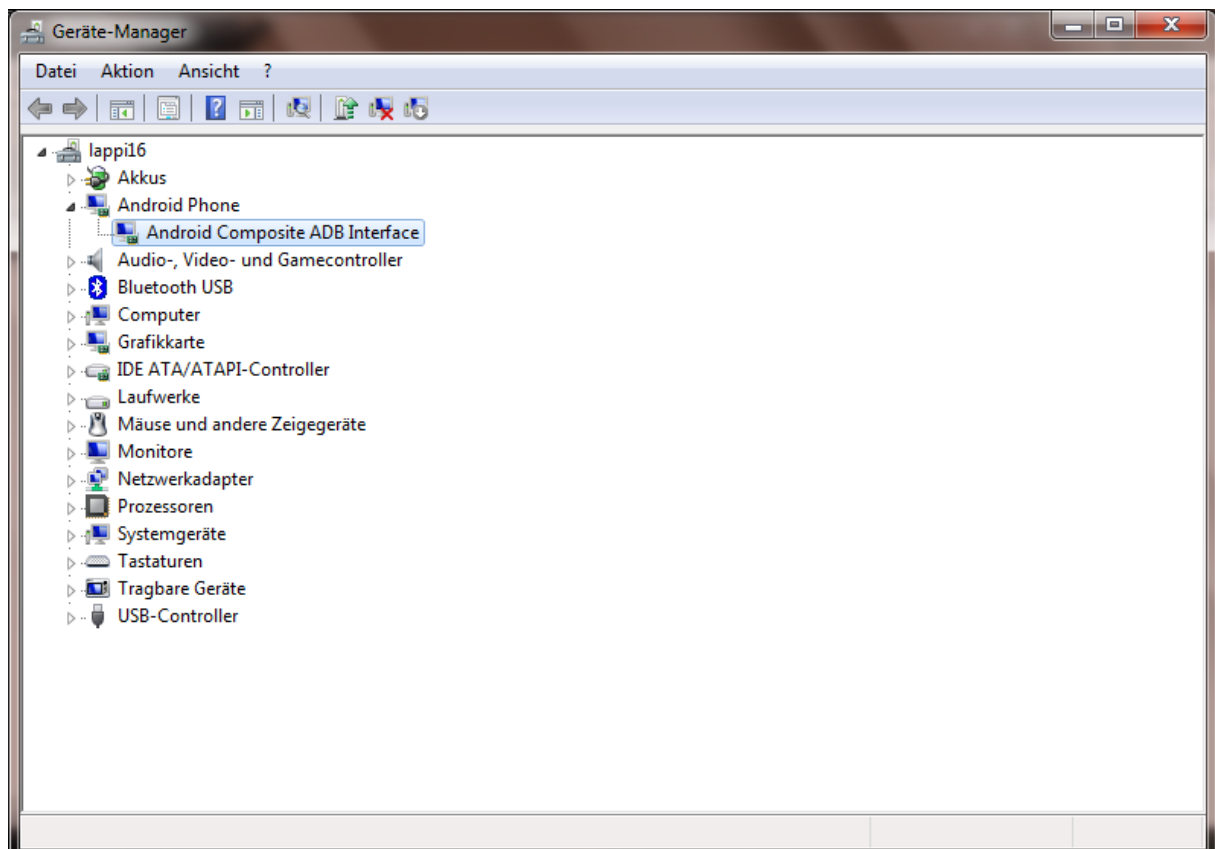 Geräte-Manager
Datei Aktion Ansicht ?
lappi16
Akkus
Android Phone
Android Composite ADB Interface
Audio-, Video- und Gamecontroller
Bluetooth USB
Computer
Grafikkarte
IDE ATA/ATAPI-Controller
Laufwerke
Mäuse und andere Zeigegeräte
Monitore
Netzwerkadapter
Prozessoren
Systemgeräte
Tastaturen
Tragbare Geräte
USB-Controller